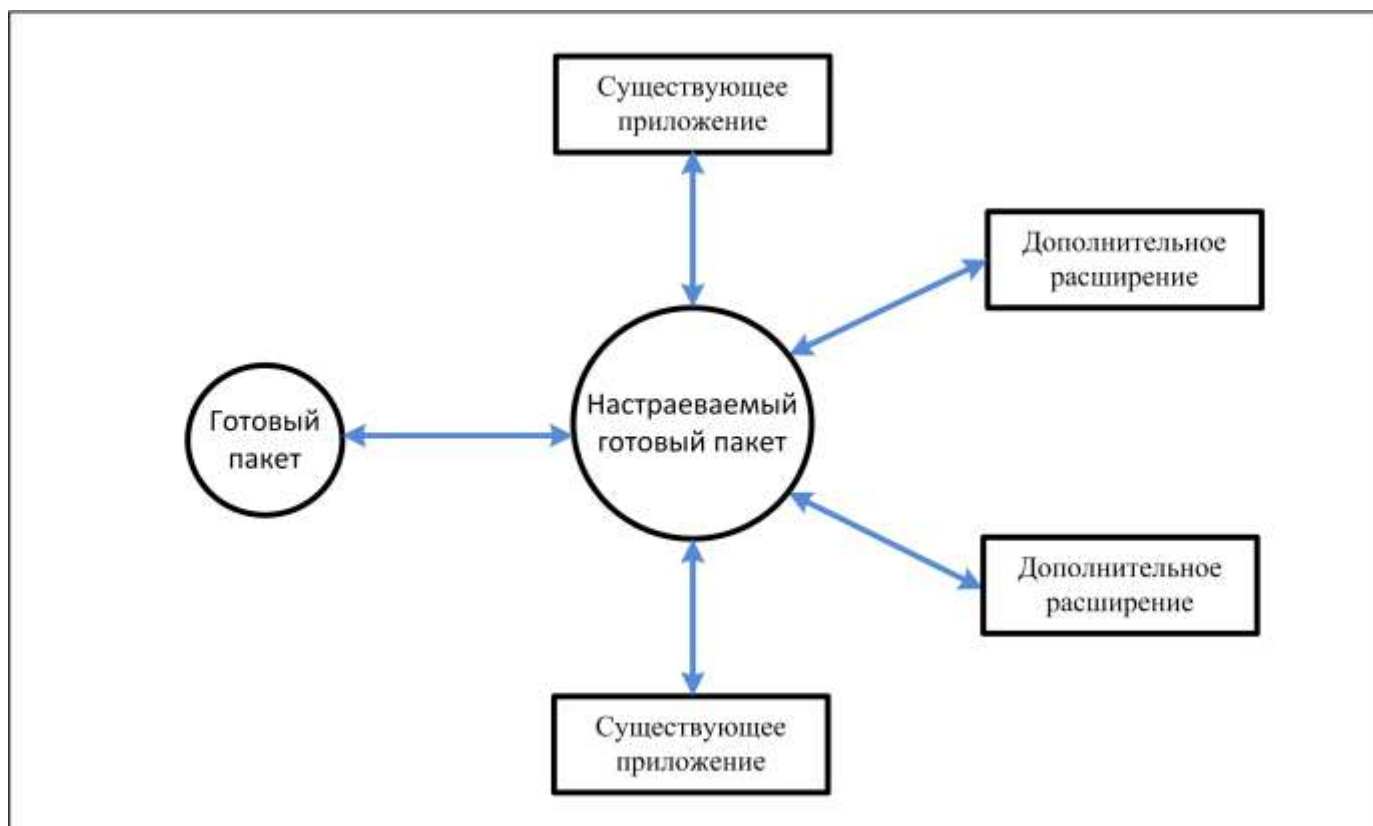 Существующее
приложение
Дополнительное
расширение
Готовый
пакет
Настраеваемый
готовый пакет
Дополнительное
расширение
Существующее
приложение